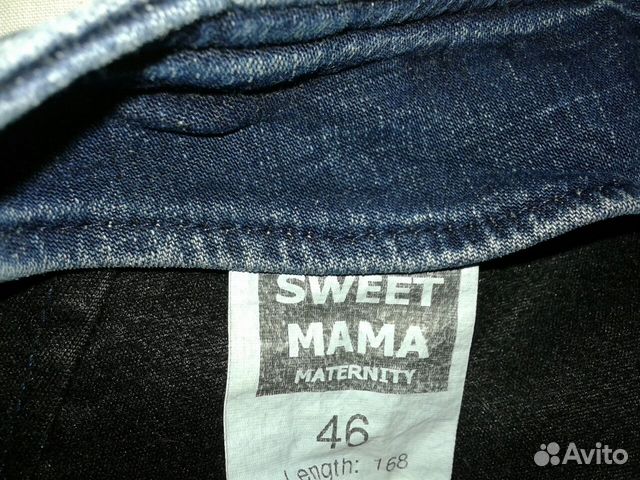 SWEET
MAMA
MATERNITY
46
Length: 168
Avito